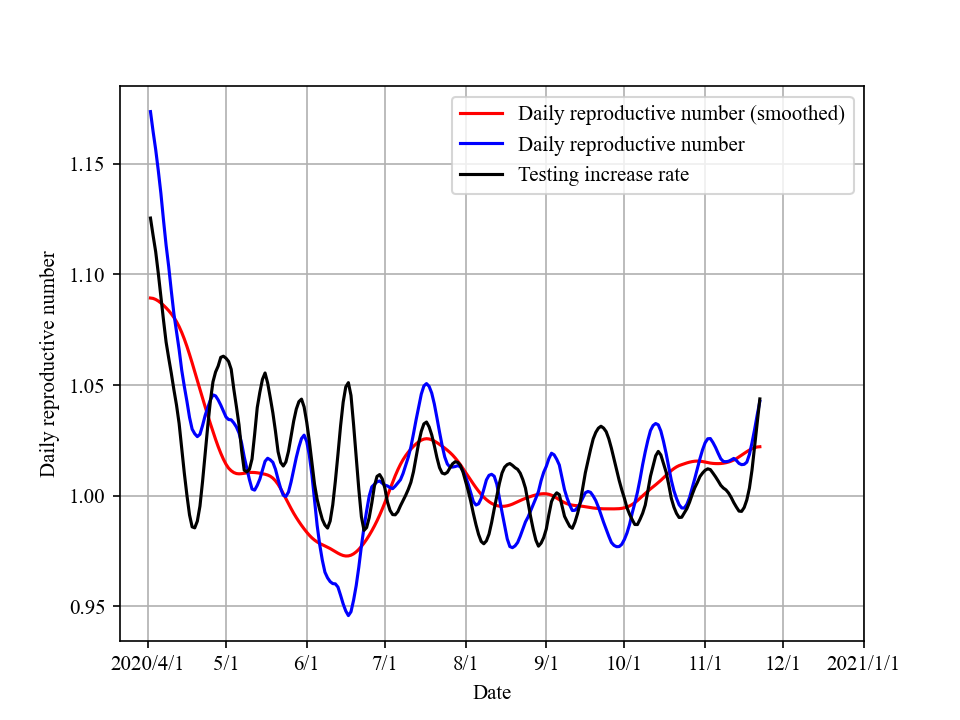 Daily reproductive number (smoothed)
Daily reproductive number
Testing increase rate
Daily reproductive number
1.15
1.10
1.05
1.00
0.95
2020/4/1 5/1 6/1 7/1 8/1 9/1 10/1 11/1 12/1 2021/1/1
Date